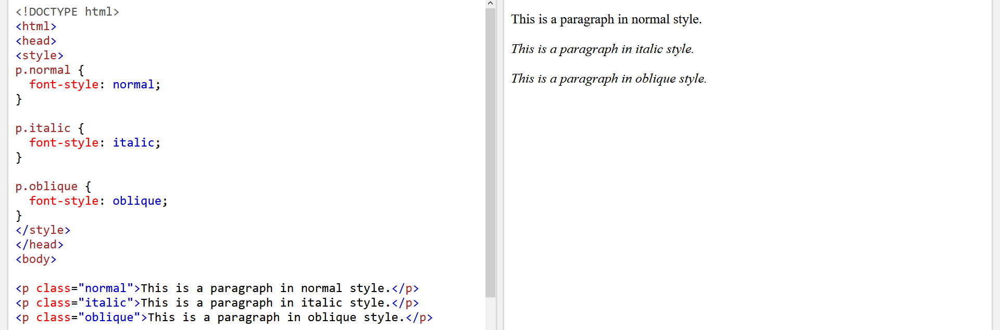 <!DOCTYPE html>
<html>
<head>
<style>
p.normal {
  font-style: normal;
}

p.italic {
  font-style: italic;
}

p.oblique {
  font-style: oblique;
}
</style>
</head>
<body>

<p class="normal">This is a paragraph in normal style.</p>
<p class="italic">This is a paragraph in italic style.</p>
<p class="oblique">This is a paragraph in oblique style.</p>
This is a paragraph in normal style.
This is a paragraph in italic style.
This is a paragraph in oblique style.